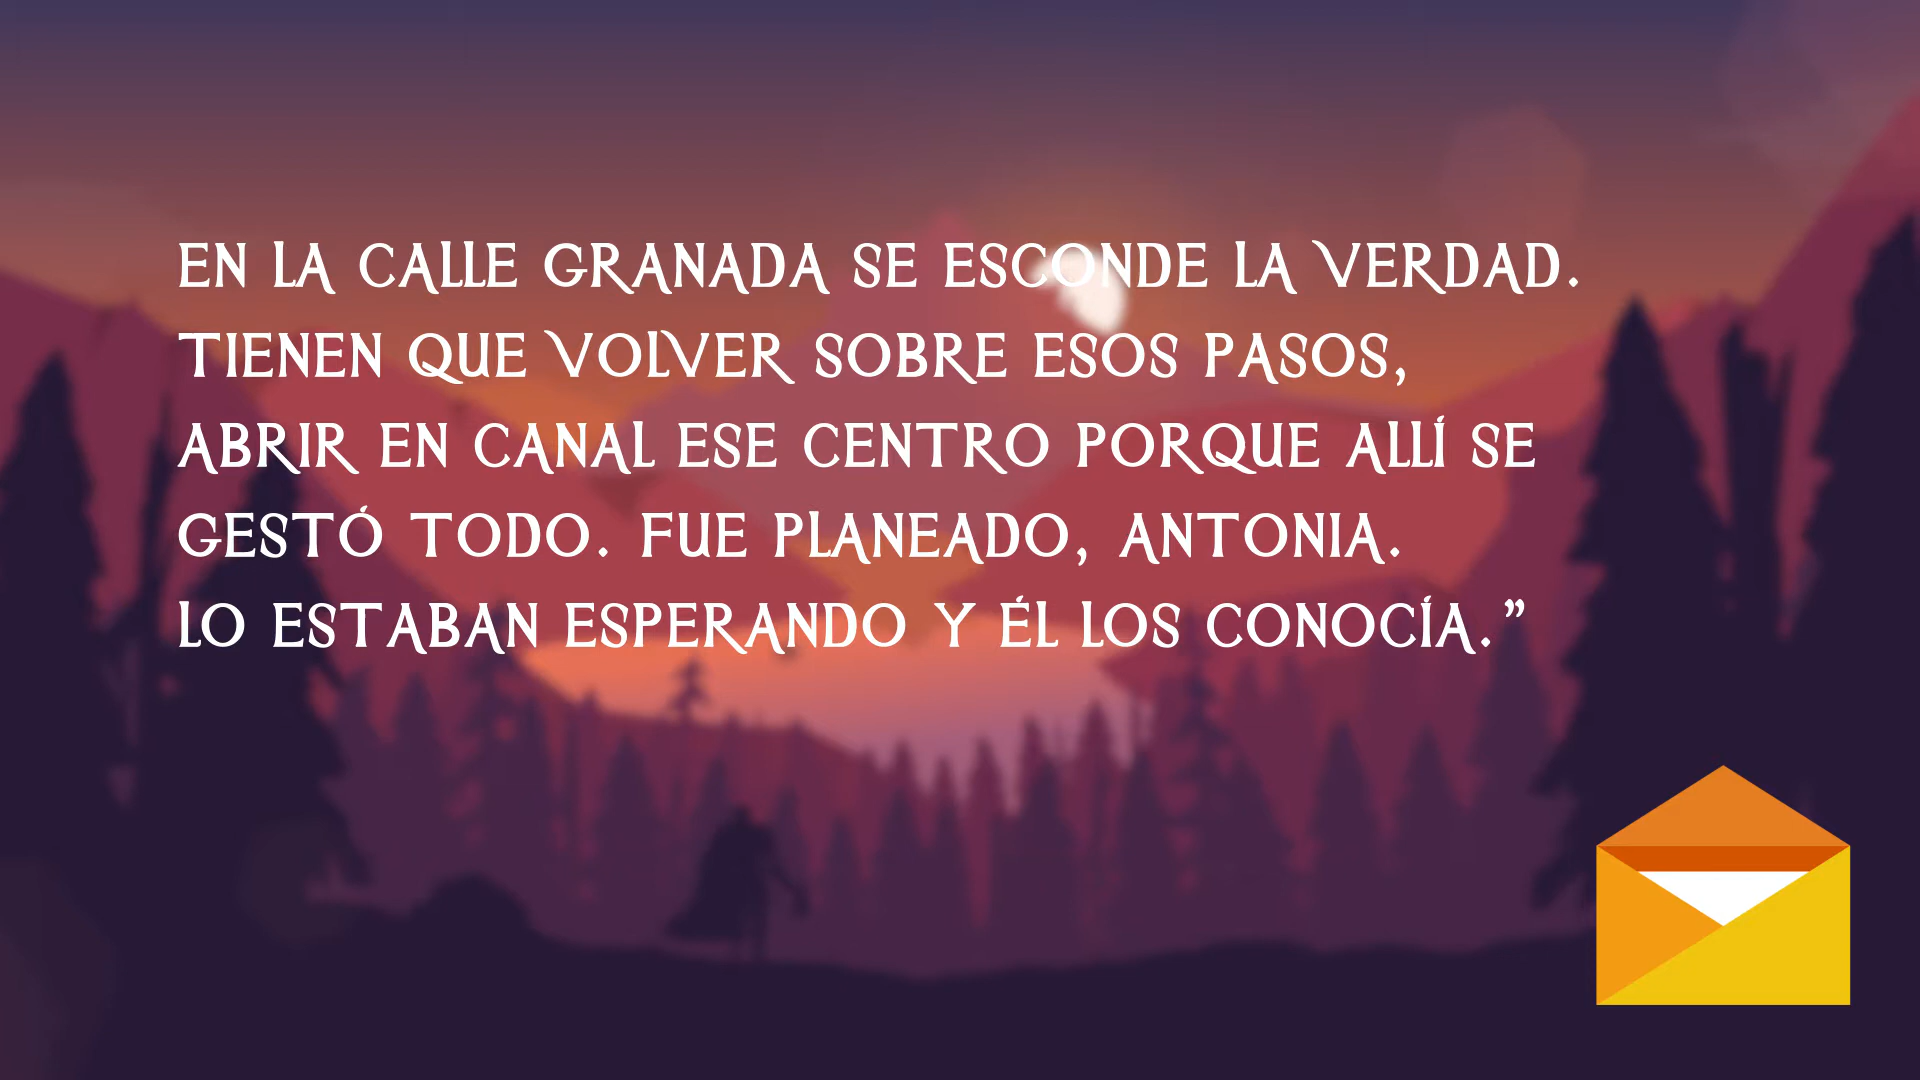 EN LA CALLE GRANADA SE ESCONDE LA VERDAD.
TIENEN QUE VOLVER SOBRE ESOS PASOS,
ABRIR EN CANAL ESE CENTRO PORQUE ALLÍ SE
GESTÓ TODO. FUE PLANEADO, ANTONIA.
LO ESTABAN ESPERANDO Y ÉL LOS CONOCÍA.”